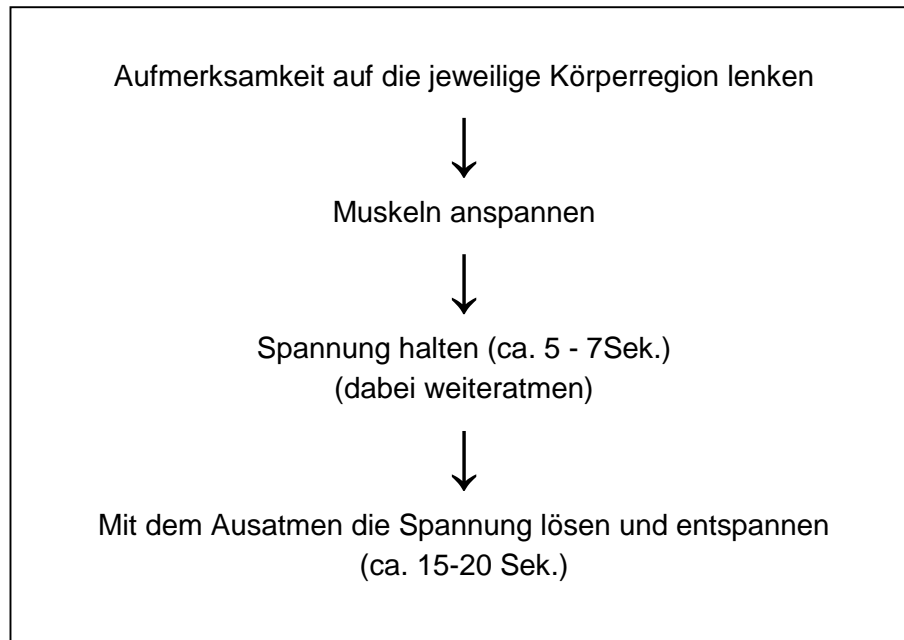 Aufmerksamkeit auf die jeweilige Körperregion lenken
Muskeln anspannen
Spannung halten (ca. 5 - 7Sek.)
(dabei weiteratmen)
Mit dem Ausatmen die Spannung lösen und entspannen
(ca. 15-20 Sek.)